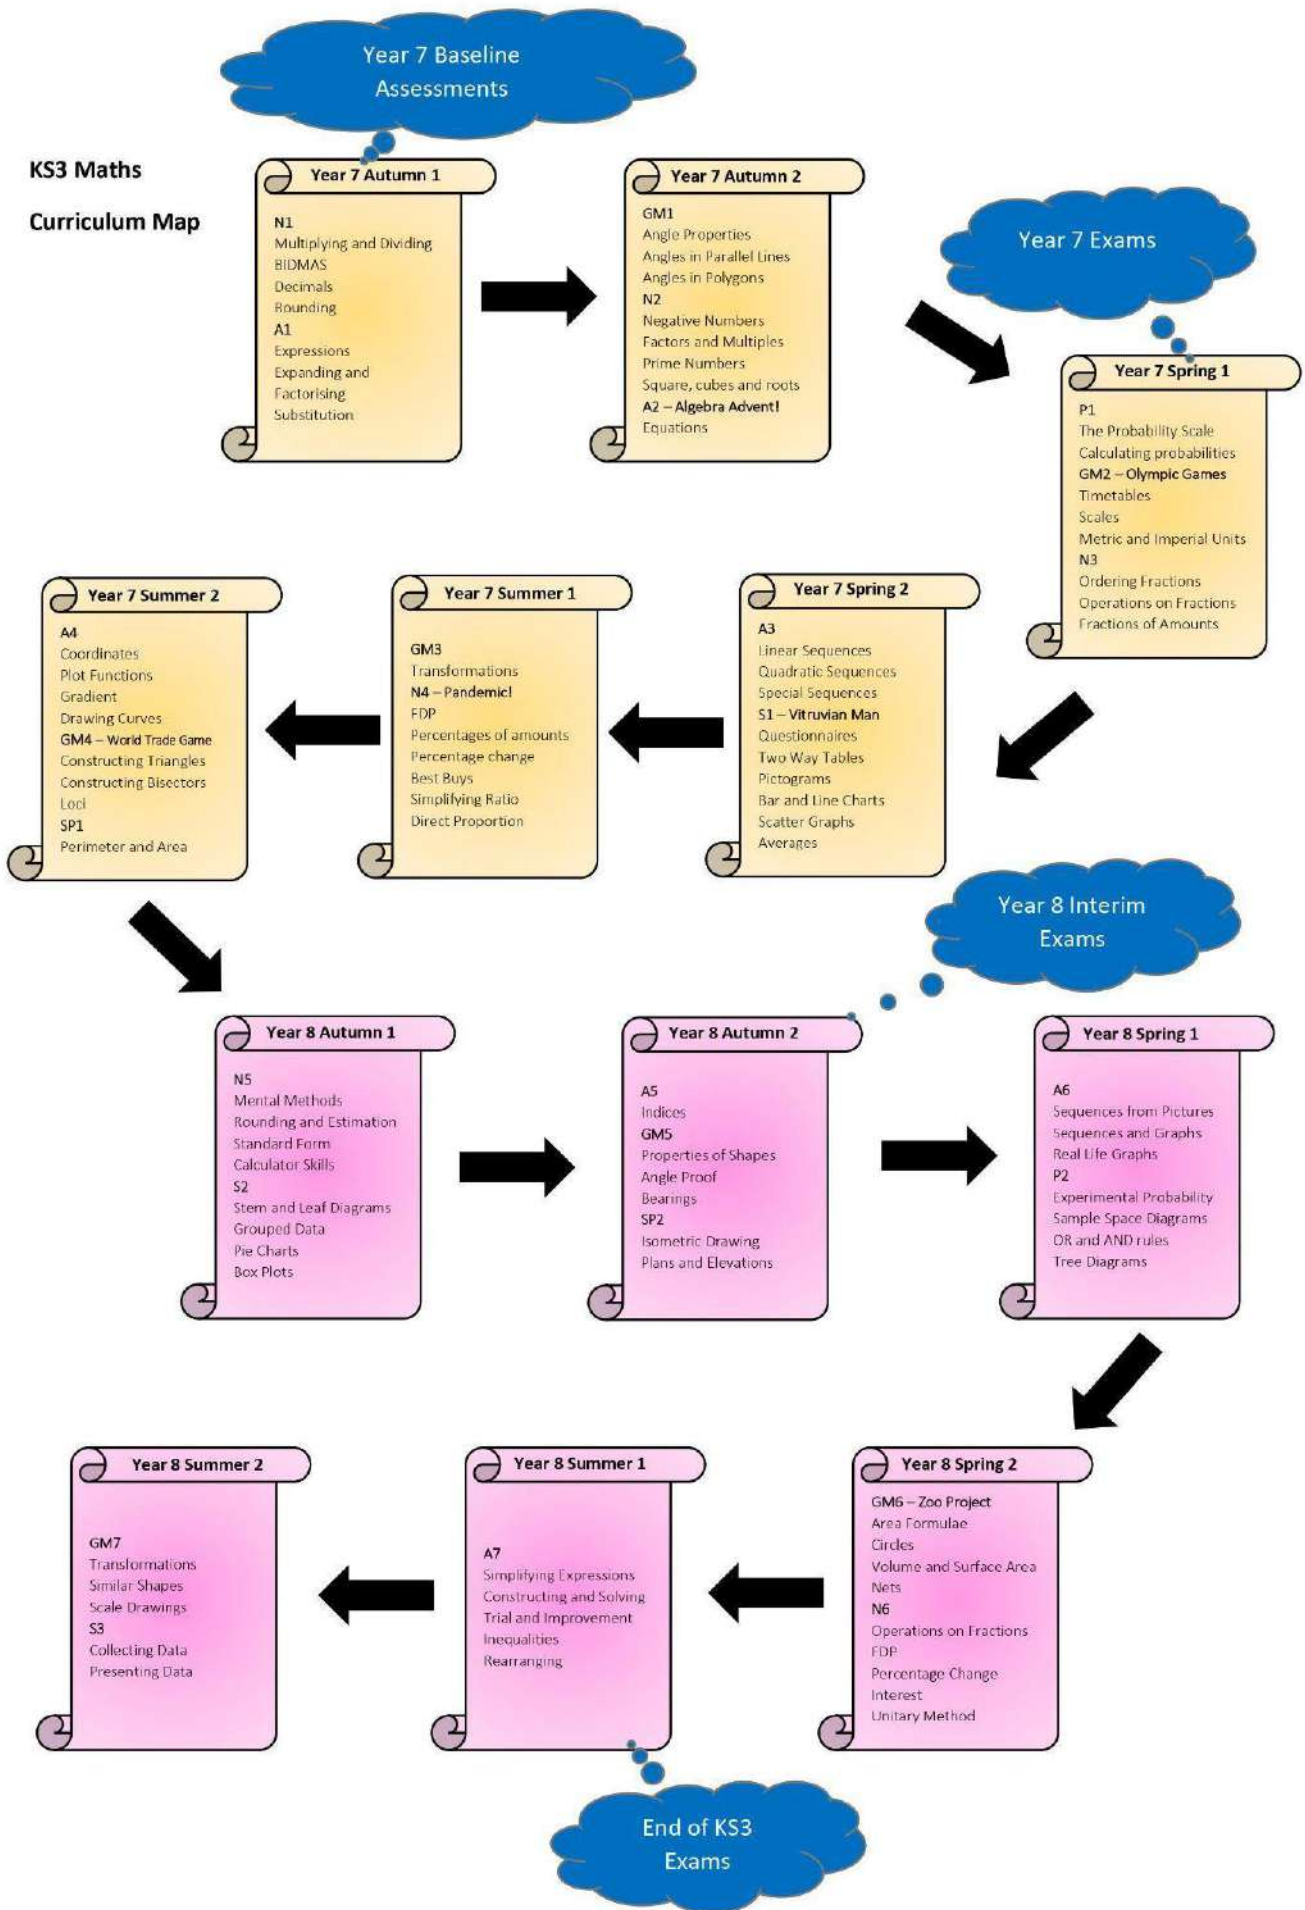 Year 7 Baseline
Assessments
KS3 Maths
Curriculum Map
Year 7 Autumn 1
N1
Multiplying and Dividing
BIDMAS
Decimals
Rounding
A1
Expressions
Expanding and
Factorising
Substitution
Year 7 Autumn 2
GM1
Angle Properties
Angles in Parallel Lines
Angles in Polygons
N2
Negative Numbers
Factors and Multiples
Prime Numbers
Square, cubes and roots
A2 – Algebra Advent!
Equations
Year 7 Exams
Year 7 Spring 1
P1
The Probability Scale
Calculating probabilities
GM2 – Olympic Games
Timetables
Scales
Metric and Imperial Units
N3
Ordering Fractions
Operations on Fractions
Fractions of Amounts
Year 7 Spring 2
A3
Linear Sequences
Quadratic Sequences
Special Sequences
S1 – Vitruvian Man
Questionnaires
Two Way Tables
Pictograms
Bar and Line Charts
Scatter Graphs
Averages
Year 7 Summer 1
GM3
Transformations
N4 – Pandemic!
FDP
Percentages of amounts
Percentage change
Best Buys
Simplifying Ratio
Direct Proportion
Year 7 Summer 2
A4
Coordinates
Plot Functions
Gradient
Drawing Curves
GM4 – World Trade Game
Constructing Triangles
Constructing Bisectors
Loci
SP1
Perimeter and Area
Year 8 Autumn 1
N5
Mental Methods
Rounding and Estimation
Standard Form
Calculator Skills
S2
Stem and Leaf Diagrams
Grouped Data
Pie Charts
Box Plots
Year 8 Interim
Exams
Year 8 Autumn 2
A5
Indices
GM5
Properties of Shapes
Angle Proof
Bearings
SP2
Isometric Drawing
Plans and Elevations
Year 8 Spring 1
A6
Sequences from Pictures
Sequences and Graphs
Real Life Graphs
P2
Experimental Probability
Sample Space Diagrams
OR and AND rules
Tree Diagrams
Year 8 Spring 2
GM6 – Zoo Project
Area Formulae
Circles
Volume and Surface Area
Nets
N6
Operations on Fractions
FDP
Percentage Change
Interest
Unitary Method
Year 8 Summer 1
A7
Simplifying Expressions
Constructing and Solving
Trial and Improvement
Inequalities
Rearranging
Year 8 Summer 2
GM7
Transformations
Similar Shapes
Scale Drawings
S3
Collecting Data
Presenting Data
End of KS3
Exams